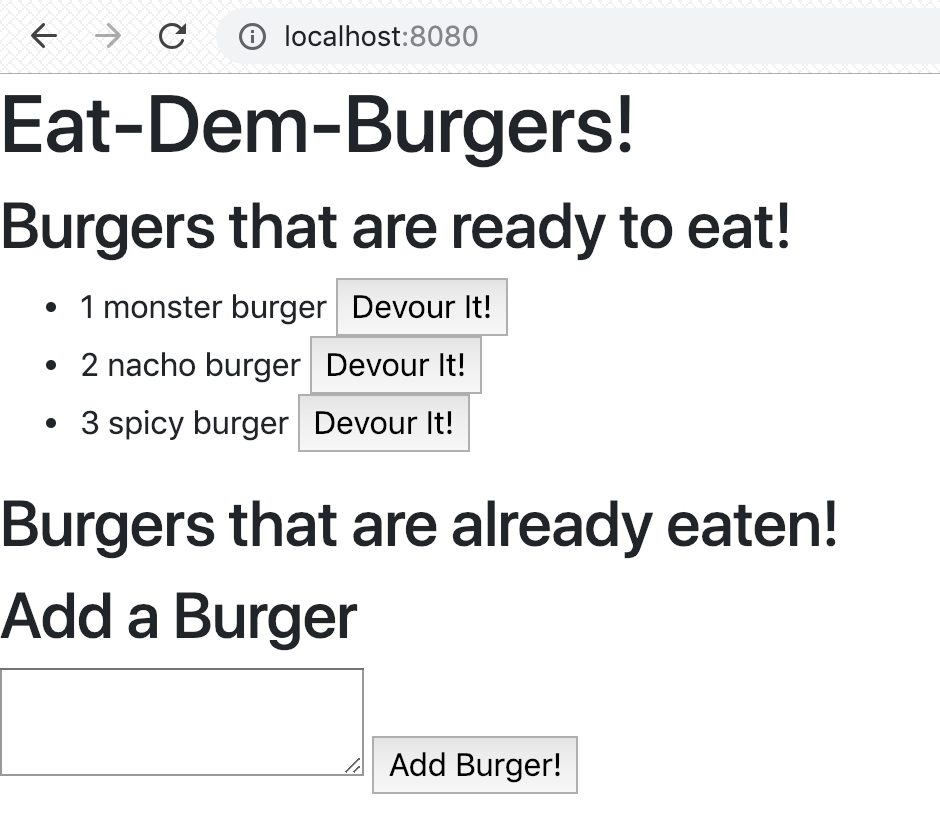 localhost:8080
Eat-Dem-Burgers!
Burgers that are ready to eat!
• 1 monster burger Devour It!
• 2 nacho burger Devour It!
• 3 spicy burger Devour It!
Burgers that are already eaten!
Add a Burger
Add Burger!